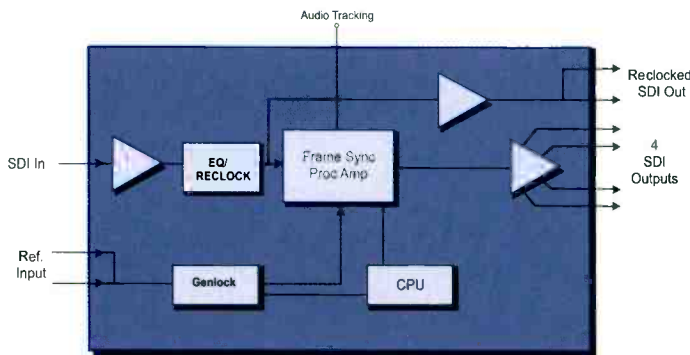 Audio Tracking
Reclocked
SDI Out
SDI In
EQ/
RECLOCK
Frame Sync
Proc Amp
4
SDI
Outputs
Ref.
Input
Genlock
CPU